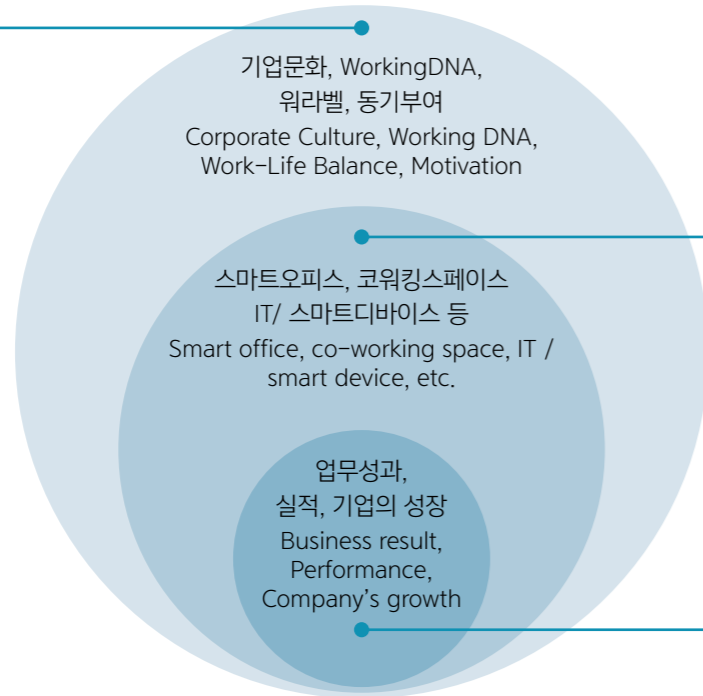 기업문화, WorkingDNA,
워라벨, 동기부여
Corporate Culture, Working DNA,
Work-Life Balance, Motivation
스마트오피스, 코워킹스페이스
IT/ 스마트디바이스 등
Smart office, co-working space, IT /
smart device, etc.
업무성과,
실적, 기업의 성장
Business result,
Performance,
Company's growth